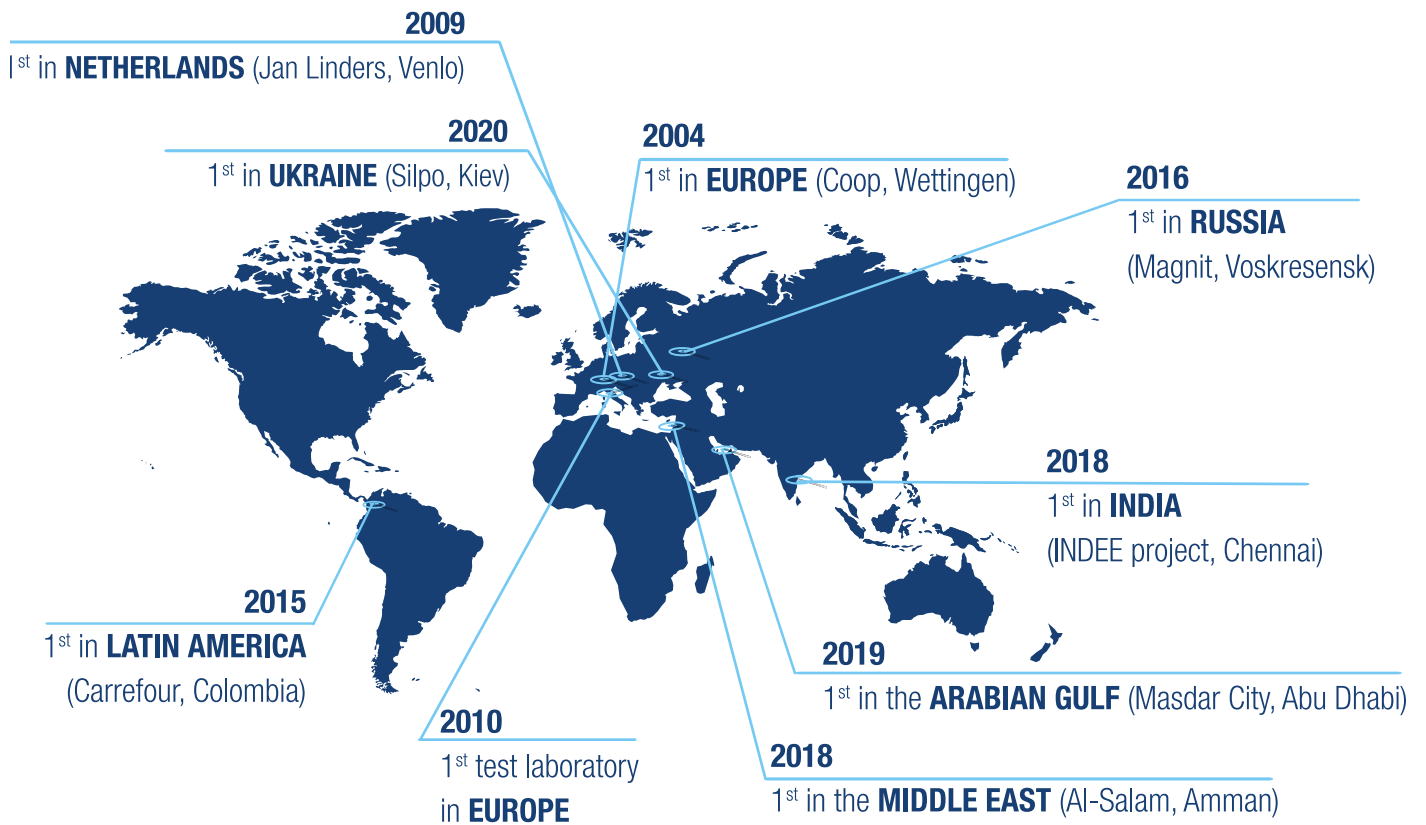 2009
1st in NETHERLANDS (Jan Linders, Venlo)
2020
1st in UKRAINE (Silpo, Kiev)
2004
1st in EUROPE (Coop, Wettingen)
2016
1st in RUSSIA
(Magnit, Voskresensk)
2018
1st in INDIA
(INDEE project, Chennai)
2015
1st in LATIN AMERICA
(Carrefour, Colombia)
2019
1st in the ARABIAN GULF (Masdar City, Abu Dhabi)
2010
1st test laboratory
in EUROPE
2018
1st in the MIDDLE EAST (Al-Salam, Amman)